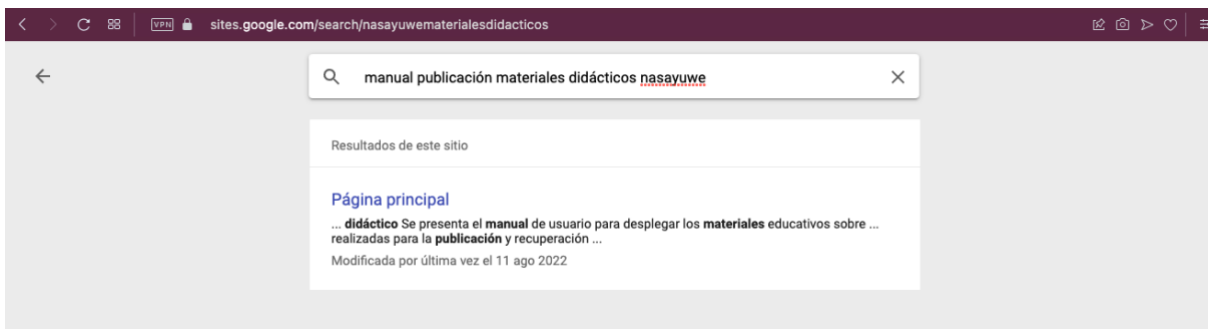 VPN sites.google.com/search/nasayuwematerialesdidacticos
manual publicación materiales didácticos nasayuwe
Resultados de este sitio
Página principal
... didáctico Se presenta el manual de usuario para desplegar los materiales educativos sobre ...
realizadas para la publicación y recuperación ...
Modificada por última vez el 11 ago 2022